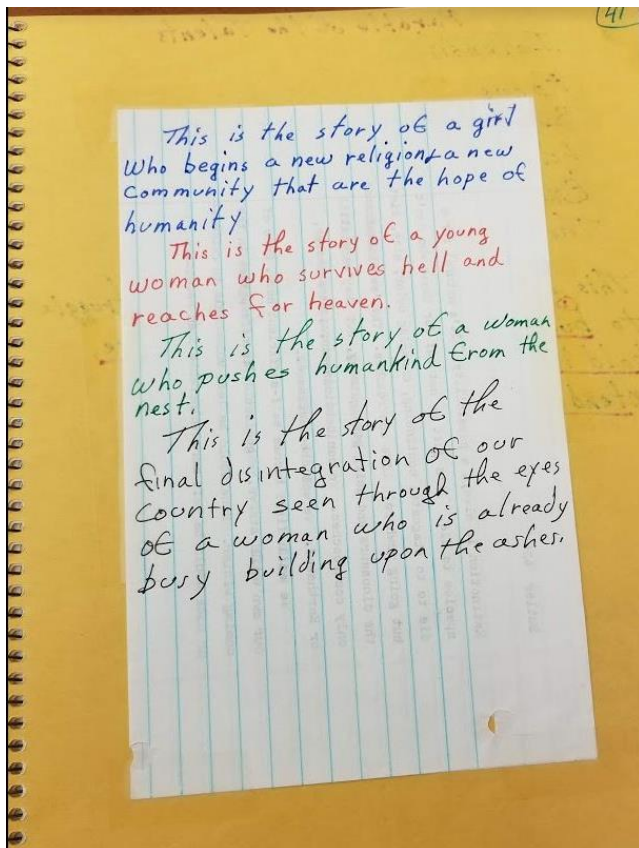 41
This is the story of a girl
Who begins a new religion & a new
Community that are the hope of
humanity
This is the story of a young
woman who survives hell and
reaches for heaven.
This is the story of a woman
who pushes humankind from the
nest.
This is the story of the
final disintegration of our
Country seen through the eyes
of a woman who is already
busy building upon the ashes.